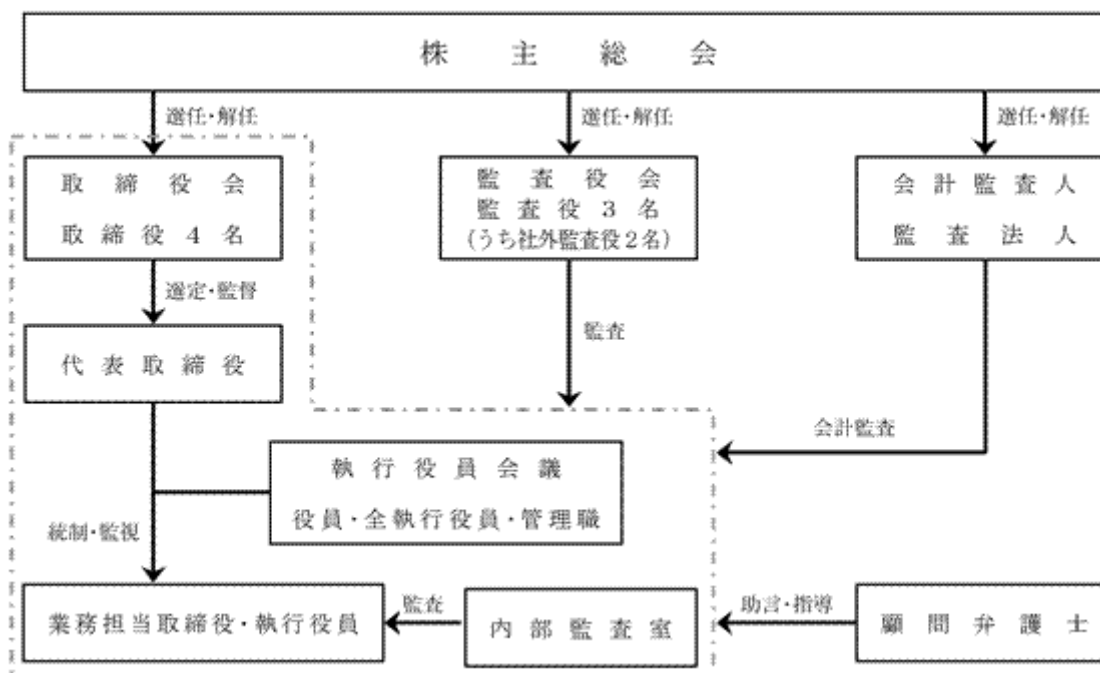 株主総会
選任・解任
選任・解任
選任・解任
取締役会
取締役4名
監査役会
監査役3名
(うち社外監査役2名)
会計監査人
監査法人
選定・監督
監査
代表取締役
会計監査
執行役員会議
役員・全執行役員・管理職
統制・監視
業務担当取締役・執行役員
監査
内部監査室
助言・指導
顧問弁護士